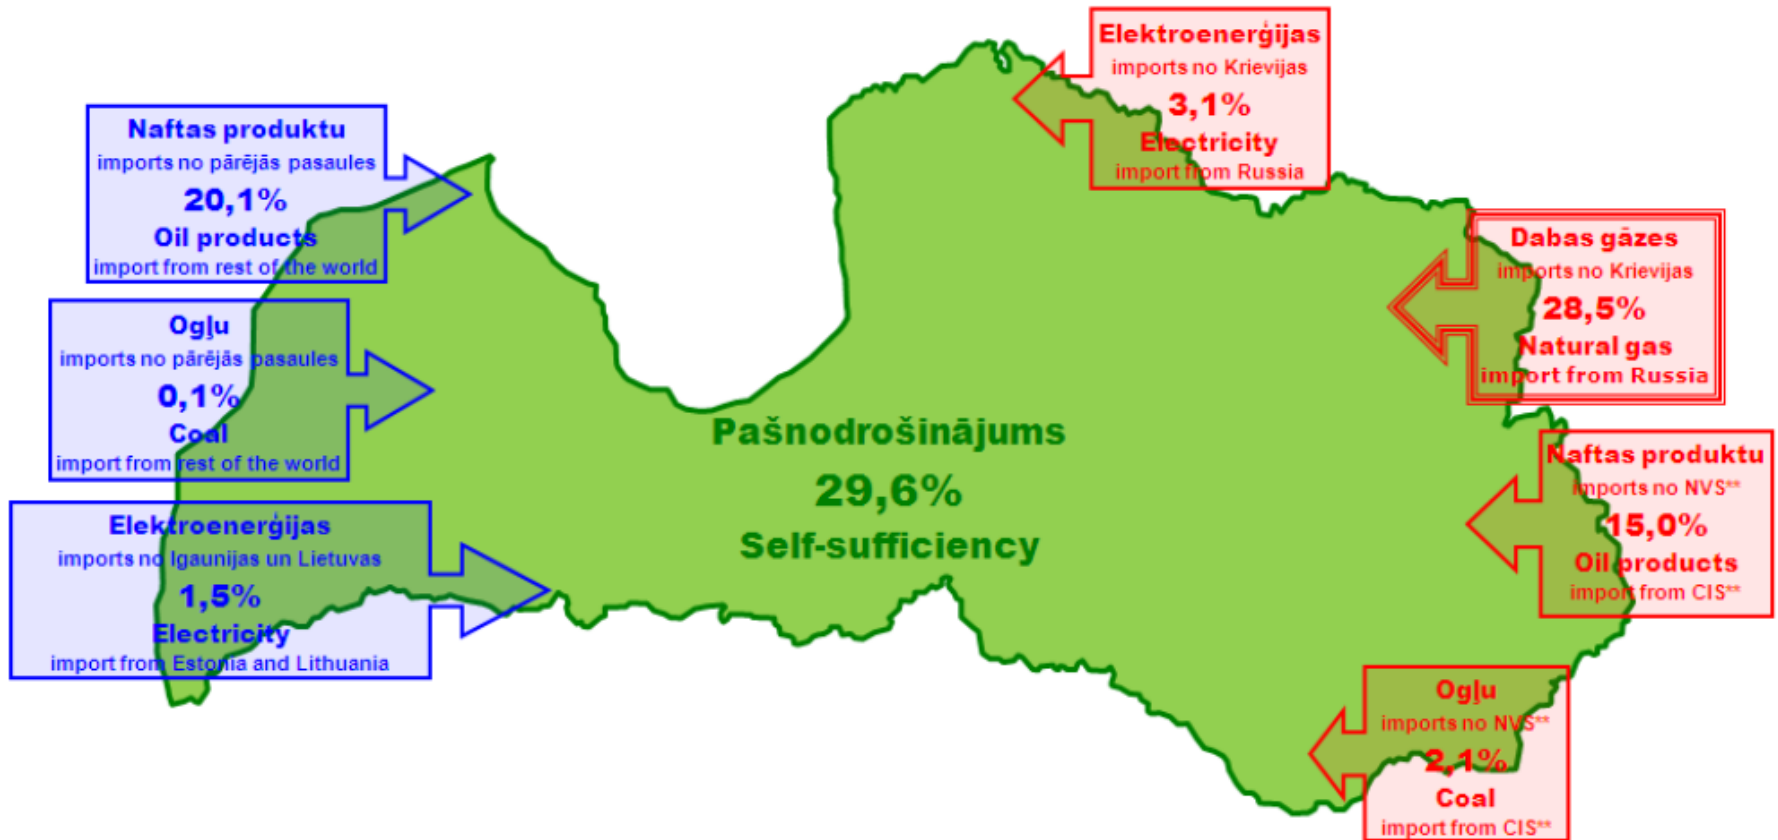 Elektroenerģijas
imports no Krievijas
3,1%
Electricity
import from Russia
Naftas produktu
imports no pārējās pasaules
20,1%
Oil products
import from rest of the world
Dabas gāzes
imports no Krievijas
28,5%
Natural gas
import from Russia
Ogļu
imports no pārējās pasaules
0,1%
Coal
import from rest of the world
Pašnodrošinājums
29,6%
Self-sufficiency
Naftas produktu
imports no NVS**
15,0%
Oil products
import from CIS**
Elektroenerģijas
imports no Igaunijas un Lietuvas
1,5%
Electricity
import from Estonia and Lithuania
Ogļu
imports no NVS**
2,1%
Coal
import from CIS**